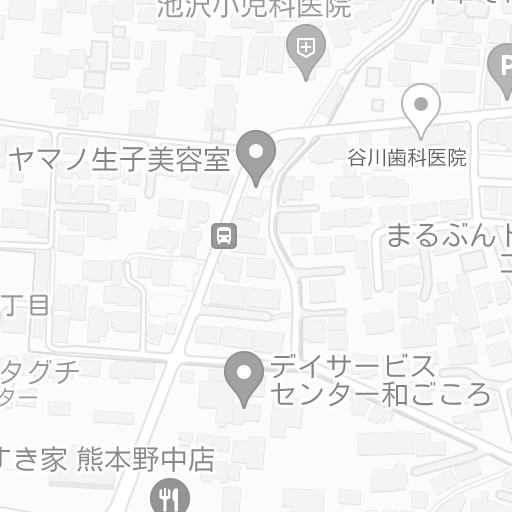 池沢小児科医院
P
ヤマノ生子美容室
谷川歯科医院
まるぶん
丁目
デイサービス
センター和ごころ
タグチ
ター
すき家 熊本野中店